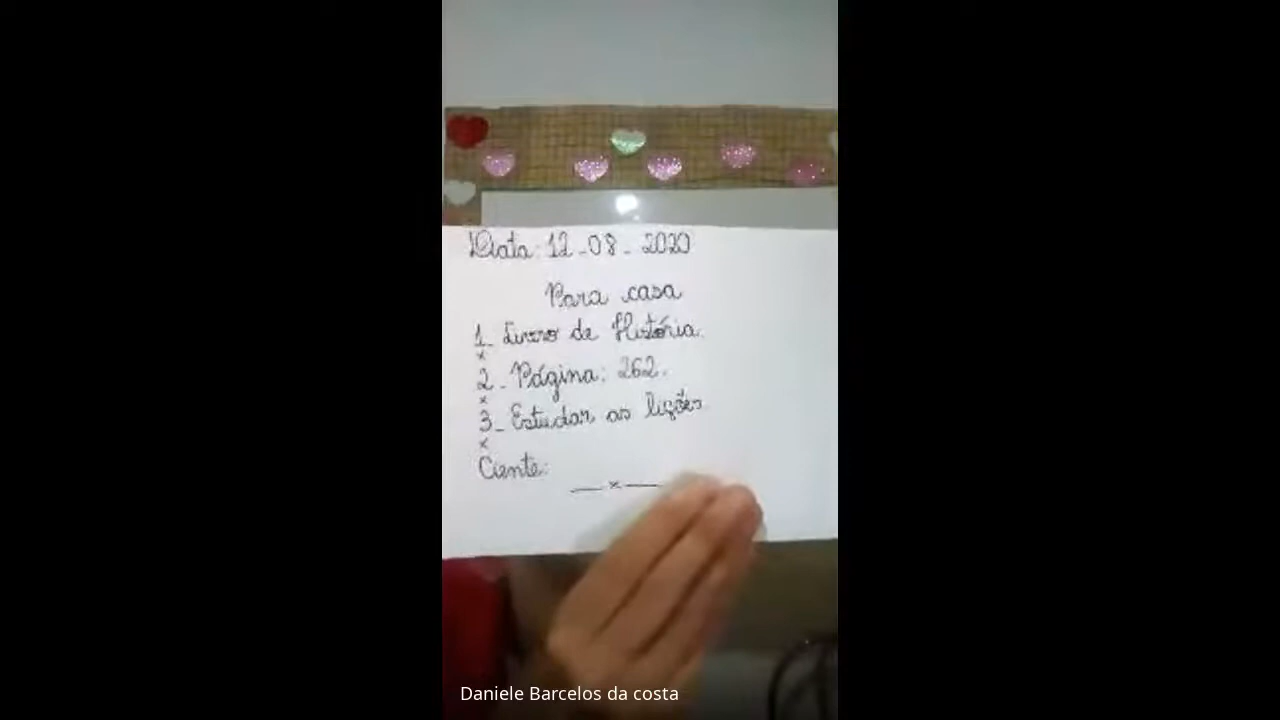 Data: 12-08-2020
Para casa
1- Livro de História.
x
2- Página: 262.
x
3- Estudar as lições.
x
Ciente:
— x —
Daniele Barcelos da costa